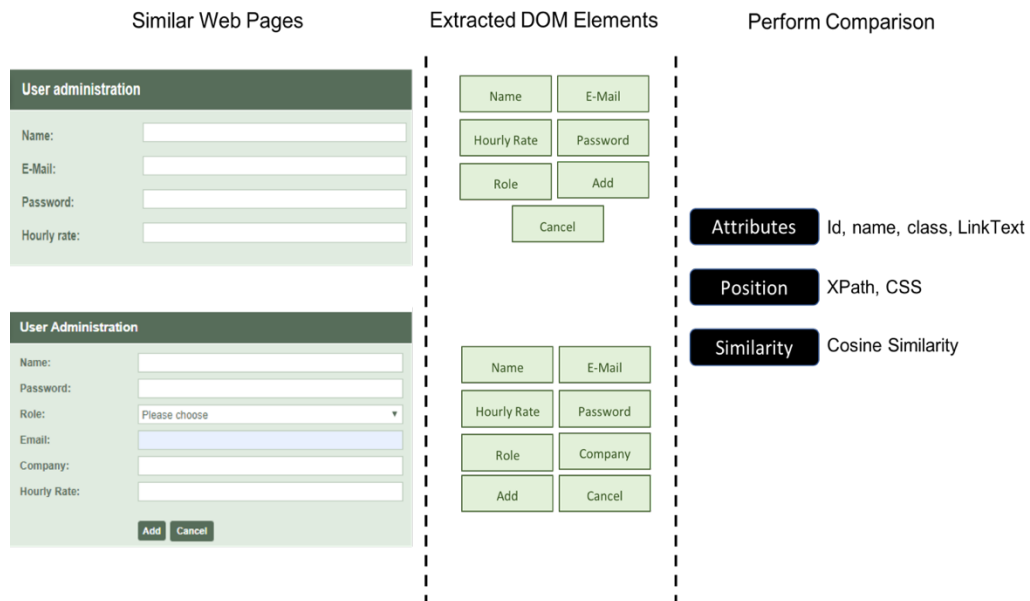 Similar Web Pages
Extracted DOM Elements
Perform Comparison
User administration
Name:
E-Mail:
Password:
Hourly rate:
Name
E-Mail
Hourly Rate
Password
Role
Add
Cancel
Attributes
Id, name, class, LinkText
Position
XPath, CSS
Similarity
Cosine Similarity
User Administration
Name:
Password:
Role:
Please choose
Email:
Company:
Hourly Rate:
Add
Cancel
Name
E-Mail
Hourly Rate
Password
Role
Company
Add
Cancel